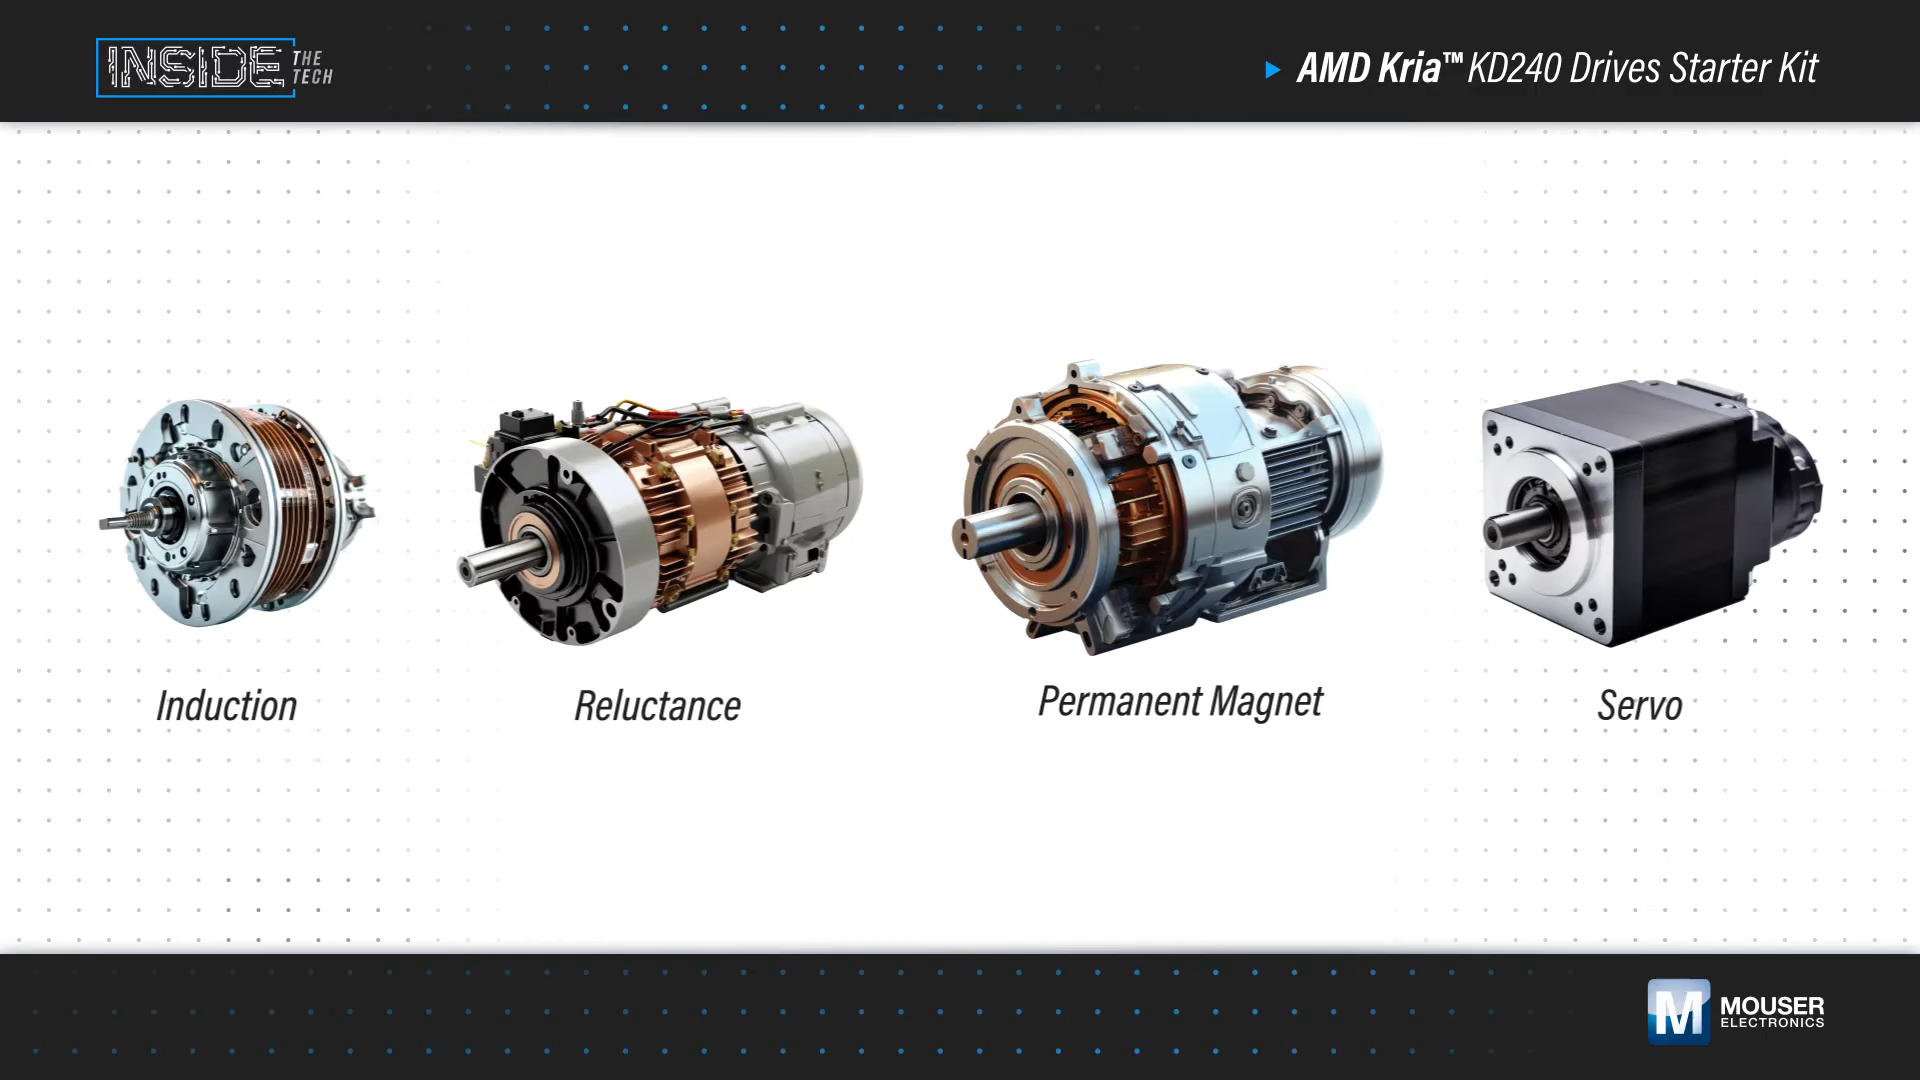 INSIDE THE TECH
AMD Kria™ KD240 Drives Starter Kit
Induction
Reluctance
Permanent Magnet
Servo
M MOUSER
ELECTRONICS